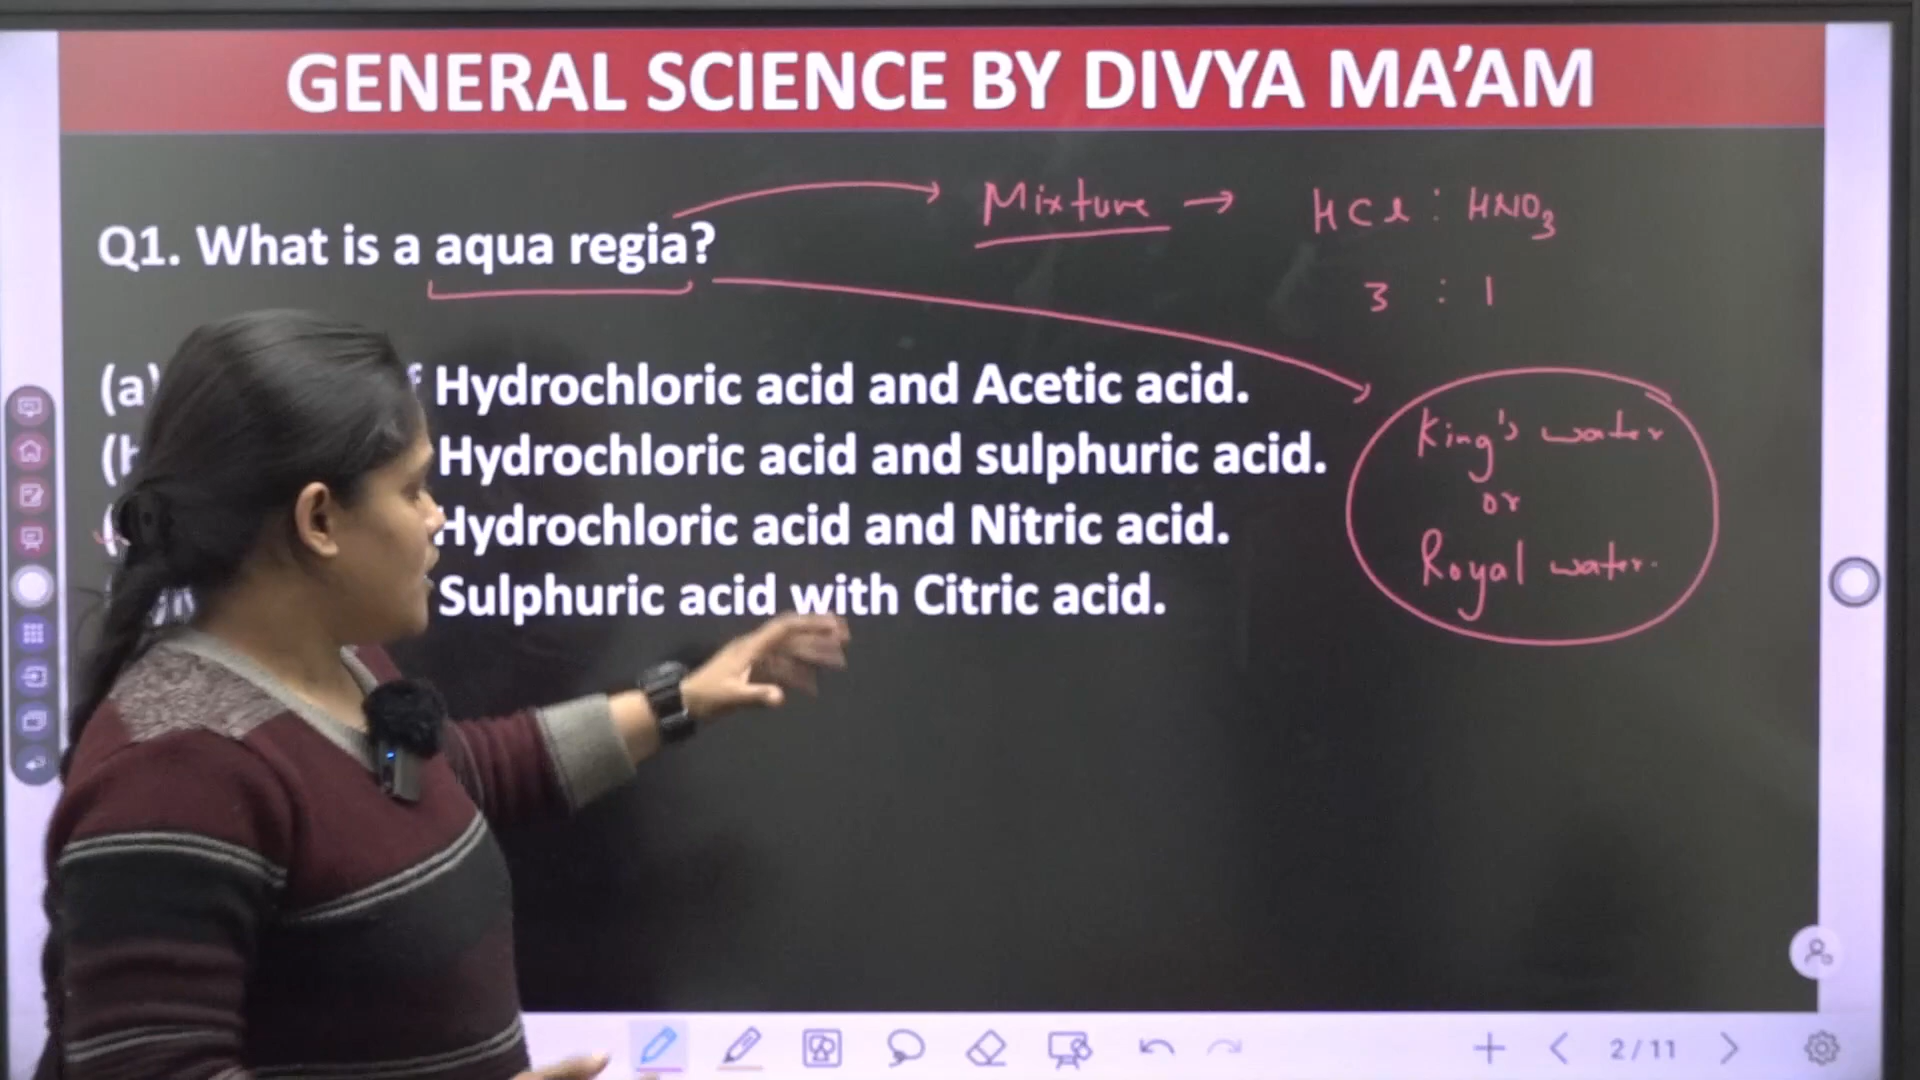 GENERAL SCIENCE BY DIVYA MA'AM
Mixture → HCl : HNO3
Q1. What is a aqua regia?
3 : 1
(a) Hydrochloric acid and Acetic acid.
King's water
Hydrochloric acid and sulphuric acid.
or
Hydrochloric acid and Nitric acid.
Royal water.
Sulphuric acid with Citric acid.
2/11